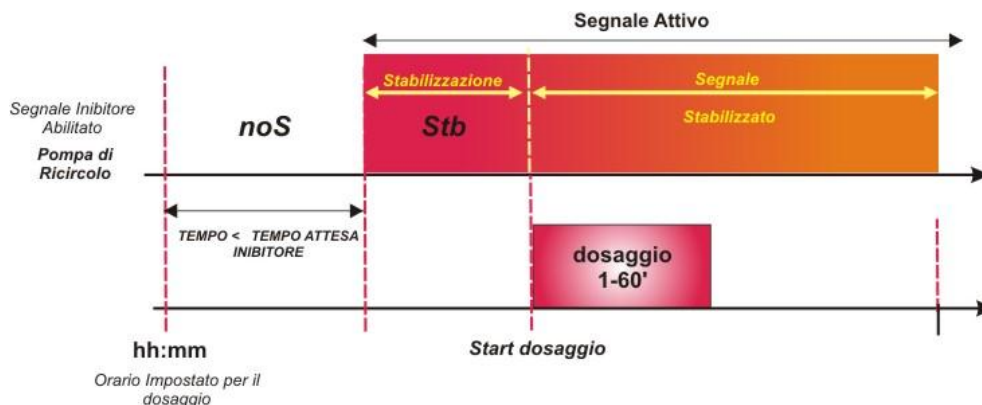 Segnale Attivo
Stabilizzazione
Segnale
Stabilizzato
Segnale Inibitore
Abilitato
Pompa di
Ricircolo
noS
Stb
TEMPO < TEMPO ATTESA
INIBITORE
dosaggio
1-60'
hh:mm
Start dosaggio
Orario Impostato per il
dosaggio